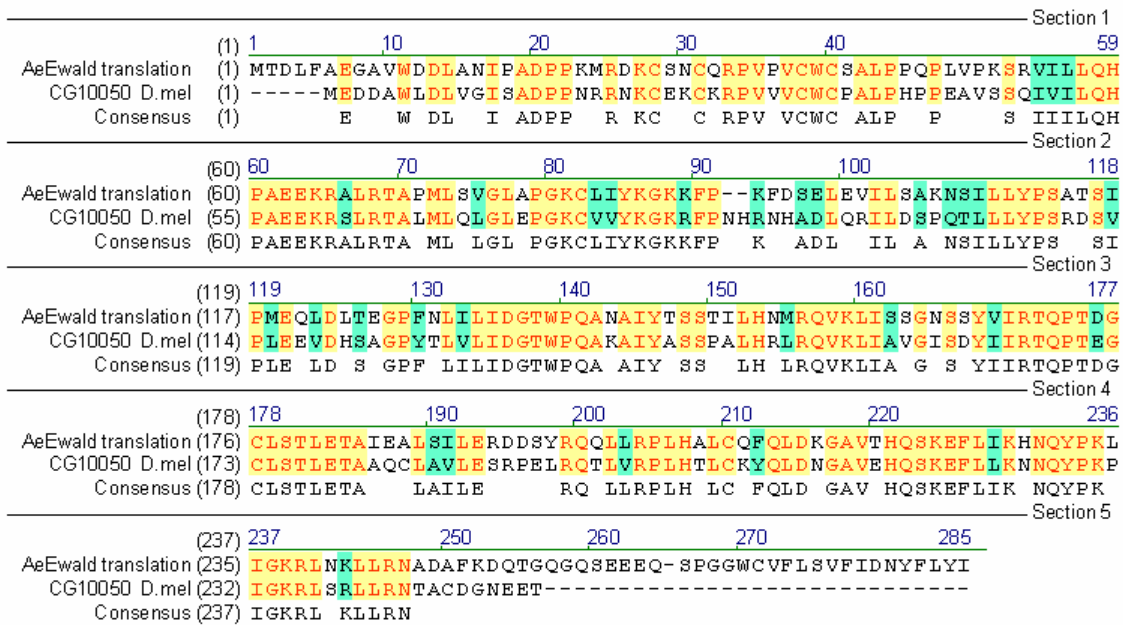 Section 1
(1) 1 10 20 30 40 59
AeEwald translation (1) MTDLFAEGAVWDDLANIPADPPKMRDKCSNCQRPVPVCWCSALPPQPLVPKSRVILLQH
CG10050 D.mel (1) -----MEDDAWLDLVGISADPPNRRNKCEKCKRPVVVCWCPALPHPPEAVSSQIVILQH
Consensus (1) E W DL I ADPP R KC C RPV VCWC ALP P S IIILQH
Section 2
(60) 60 70 80 90 100 118
AeEwald translation (60) PAEEKRALRTAPMLSVGLAPGKCLIYKGKKFP--KFDSELEVILSAKNSILLYPSATSI
CG10050 D.mel (55) PAEEKRSLRTALMLQLGLEPGKCVVYKGKRFPNHRNHADLQRILDSPQTLLLYPSRDSV
Consensus (60) PAEEKRALRTA ML LGL PGKCLIYKGKKFP K ADL IL A NSILLYPS SI
Section 3
(119) 119 130 140 150 160 177
AeEwald translation (117) PMEQLDLTEGPFNLILIDGTWPQANAIYTSSTILHNMRQVKLISSGNSSYVIRTQPTDG
CG10050 D.mel (114) PLEEVDHSAGPYTLVLIDGTWPQAKAIYASSPALHRLRQVKLIAVGISDYIIRTQPTEG
Consensus (119) PLE LD S GPF LILIDGTWPQA AIY SS LH LRQVKLIA G S YIIRTQPTDG
Section 4
(178) 178 190 200 210 220 236
AeEwald translation (176) CLSTLETAIEALSILERDDSYRQQLLRPLHALCQFQLDKGAVTHQSKEFLIKHNQYPKL
CG10050 D.mel (173) CLSTLETAAQCLAVLESRPELRQTLVRPLHTLCKYQLDNGAVEHQSKEFLLKNNQYPKP
Consensus (178) CLSTLETA LAILE RQ LLRPLH LC FQLD GAV HQSKEFLIK NQYPK
Section 5
(237) 237 250 260 270 285
AeEwald translation (235) IGKRLNKLLRNADAFKDQTGQGQSEEEQ-SPGGWCVFLSVFIDNYFLYI
CG10050 D.mel (232) IGKRLSRLLRNTACDGNEET-----------------------------
Consensus (237) IGKRL KLLRN